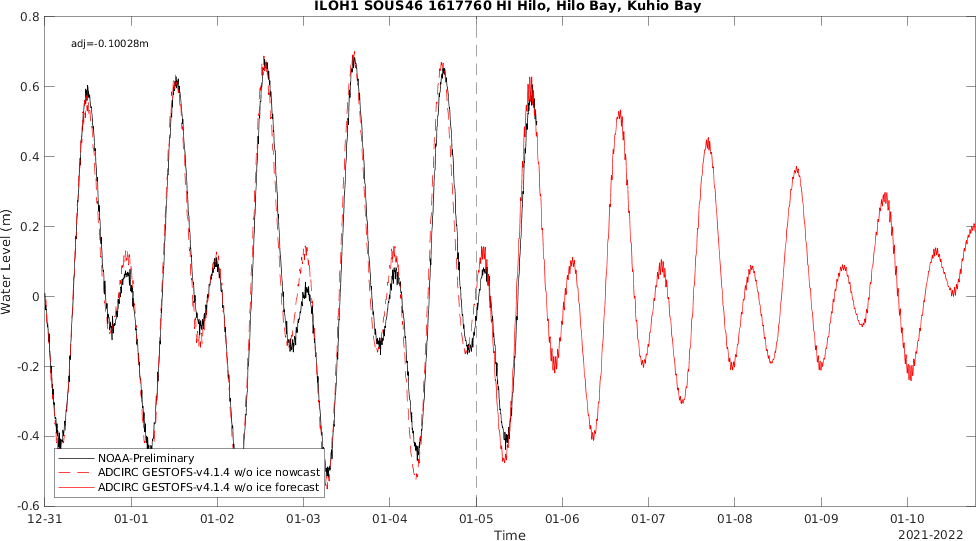 ILOH1 SOUS46 1617760 HI Hilo, Hilo Bay, Kuhio Bay
adj=-0.10028m
Water Level (m)
0.8
0.6
0.4
0.2
0
-0.2
-0.4
-0.6
NOAA-Preliminary
ADCIRC GESTOFS-v4.1.4 w/o ice nowcast
ADCIRC GESTOFS-v4.1.4 w/o ice forecast
12-31 01-01 01-02 01-03 01-04 01-05 01-06 01-07 01-08 01-09 01-10
Time
2021-2022